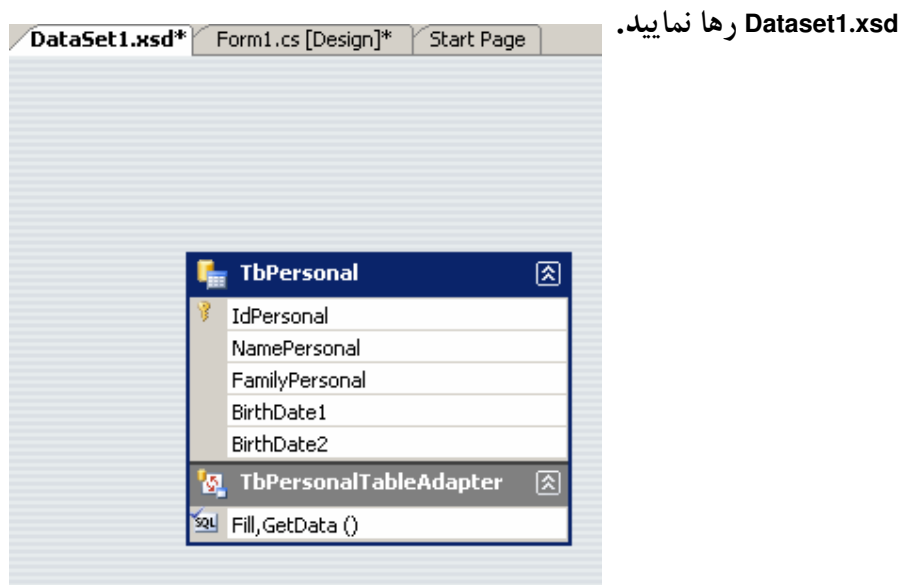 Dataset1.xsd رها نمایید.
DataSet1.xsd* Form1.cs [Design]* Start Page
TbPersonal
IdPersonal
NamePersonal
FamilyPersonal
BirthDate1
BirthDate2
TbPersonalTableAdapter
SQL Fill,GetData ()